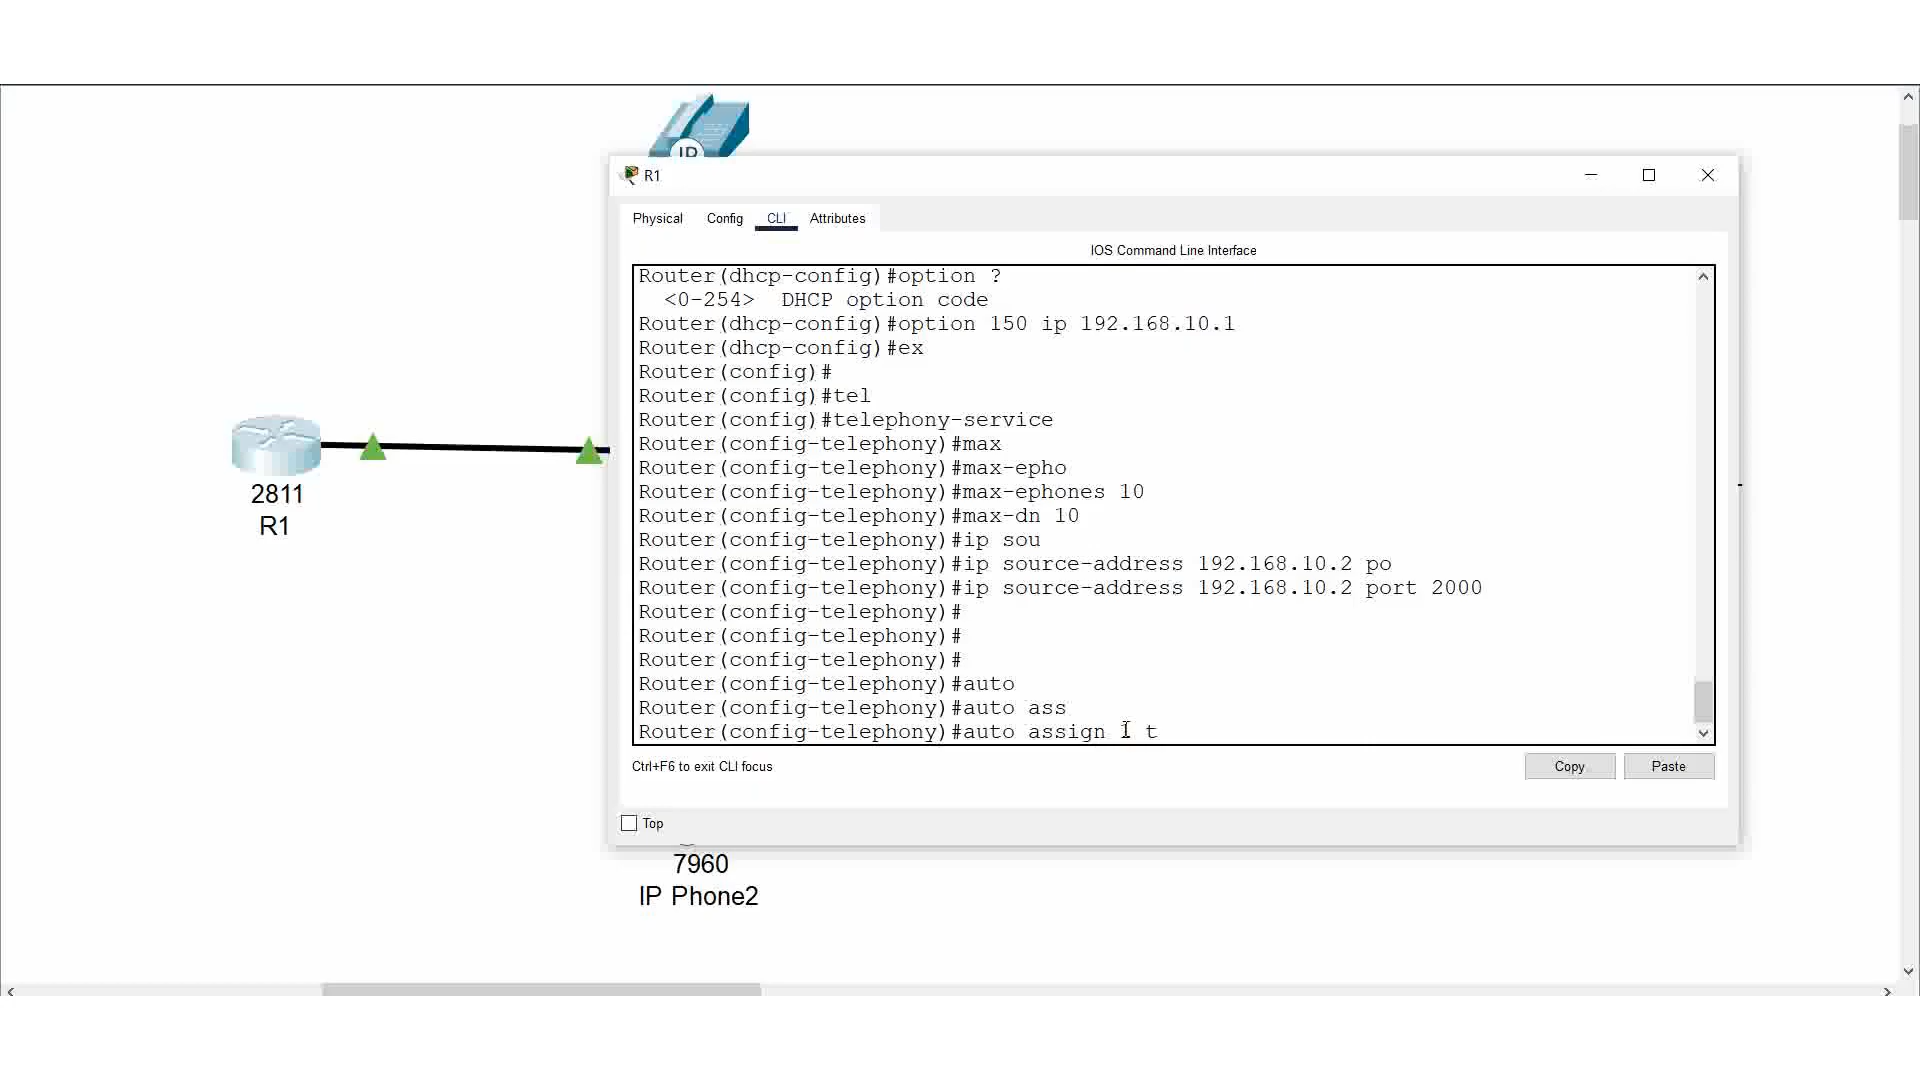 IP
R1
Physical Config CLI Attributes
IOS Command Line Interface
Router(dhcp-config)#option ?
<0-254> DHCP option code
Router(dhcp-config)#option 150 ip 192.168.10.1
Router(dhcp-config)#ex
Router(config)#
Router(config)#tel
Router(config)#telephony-service
Router(config-telephony)#max
Router(config-telephony)#max-epho
Router(config-telephony)#max-ephones 10
Router(config-telephony)#max-dn 10
Router(config-telephony)#ip sou
Router(config-telephony)#ip source-address 192.168.10.2 po
Router(config-telephony)#ip source-address 192.168.10.2 port 2000
Router(config-telephony)#
Router(config-telephony)#
Router(config-telephony)#
Router(config-telephony)#auto
Router(config-telephony)#auto ass
Router(config-telephony)#auto assign 1 t
Ctrl+F6 to exit CLI focus
Copy
Paste
Top
2811
R1
7960
IP Phone2